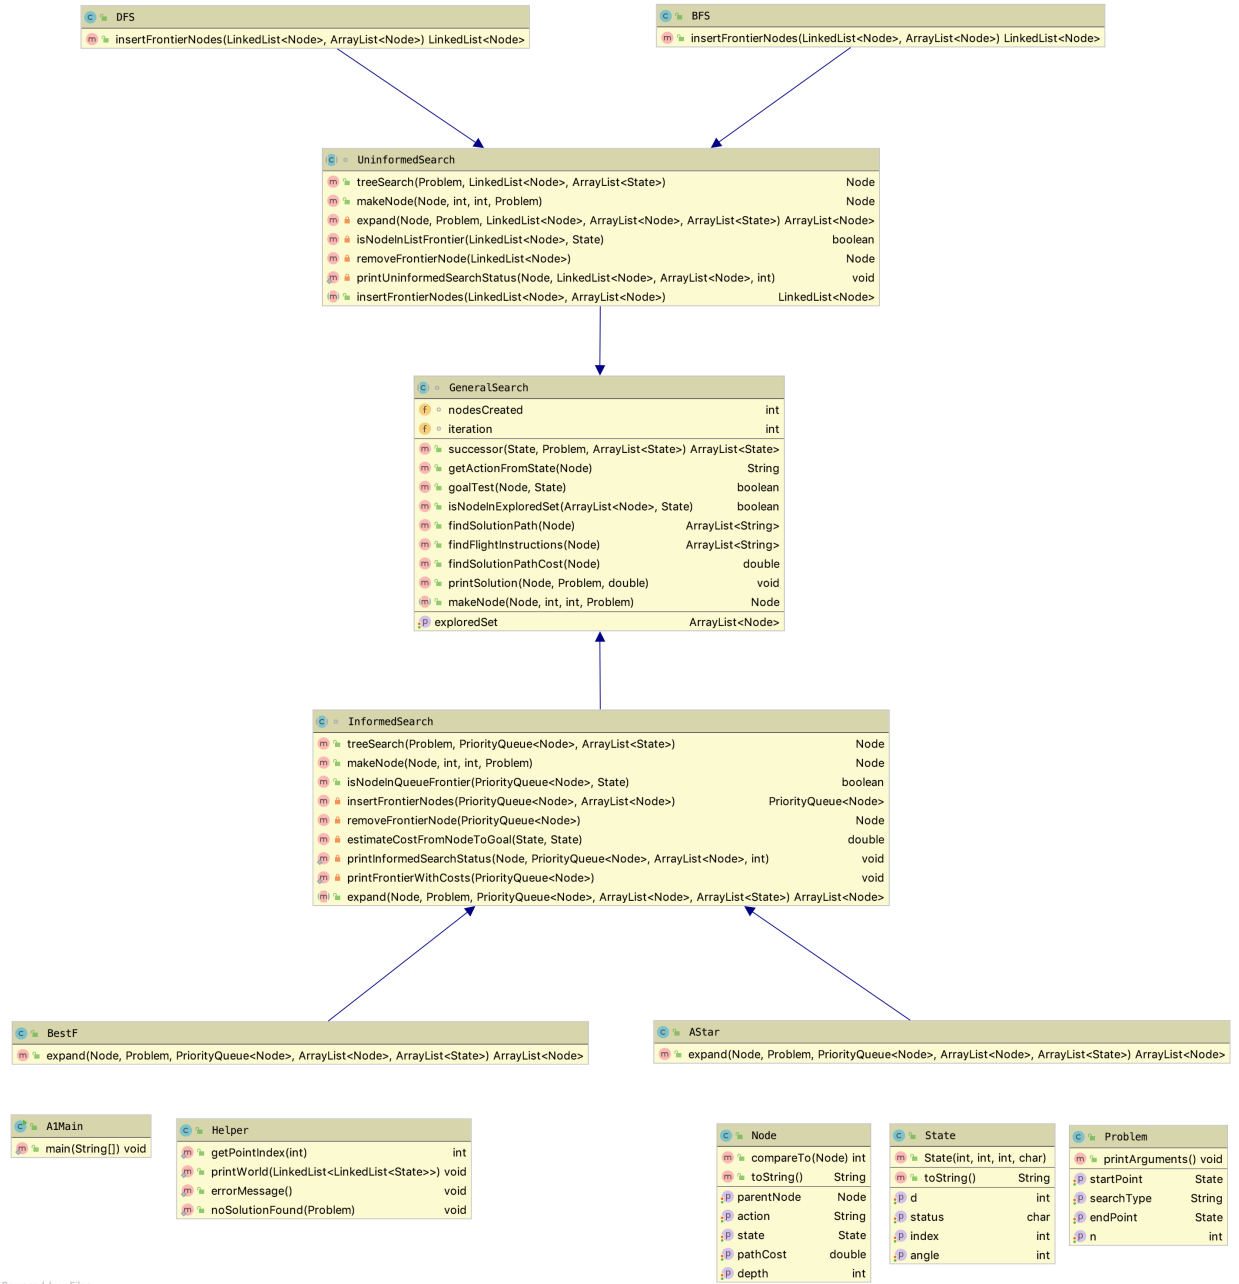 DFS
insertFrontierNodes(LinkedList<Node>, ArrayList<Node>) LinkedList<Node>
BFS
insertFrontierNodes(LinkedList<Node>, ArrayList<Node>) LinkedList<Node>
UninformedSearch
treeSearch(Problem, LinkedList<Node>, ArrayList<State>) Node
makeNode(Node, int, int, Problem) Node
expand(Node, Problem, LinkedList<Node>, ArrayList<Node>, ArrayList<State>) ArrayList<Node>
isNodeInListFrontier(LinkedList<Node>, State) boolean
removeFrontierNode(LinkedList<Node>) Node
printUninformedSearchStatus(Node, LinkedList<Node>, ArrayList<Node>, int) void
insertFrontierNodes(LinkedList<Node>, ArrayList<Node>) LinkedList<Node>
GeneralSearch
nodesCreated int
iteration int
successor(State, Problem, ArrayList<State>) ArrayList<State>
getActionFromState(Node) String
goalTest(Node, State) boolean
isNodeInExploredSet(ArrayList<Node>, State) boolean
findSolutionPath(Node) ArrayList<String>
findFlightInstructions(Node) ArrayList<String>
findSolutionPathCost(Node) double
printSolution(Node, Problem, double) void
makeNode(Node, int, int, Problem) Node
exploredSet ArrayList<Node>
InformedSearch
treeSearch(Problem, PriorityQueue<Node>, ArrayList<State>) Node
makeNode(Node, int, int, Problem) Node
isNodeInQueueFrontier(PriorityQueue<Node>, State) boolean
insertFrontierNodes(PriorityQueue<Node>, ArrayList<Node>) PriorityQueue<Node>
removeFrontierNode(PriorityQueue<Node>) Node
estimateCostFromNodeToGoal(State, State) double
printInformedSearchStatus(Node, PriorityQueue<Node>, ArrayList<Node>, int) void
printFrontierWithCosts(PriorityQueue<Node>) void
expand(Node, Problem, PriorityQueue<Node>, ArrayList<Node>, ArrayList<State>) ArrayList<Node>
BestF
expand(Node, Problem, PriorityQueue<Node>, ArrayList<Node>, ArrayList<State>) ArrayList<Node>
AStar
expand(Node, Problem, PriorityQueue<Node>, ArrayList<Node>, ArrayList<State>) ArrayList<Node>
A1Main
main(String[]) void
Helper
getPointIndex(int) int
printWorld(LinkedList<LinkedList<State>>) void
errorMessage() void
noSolutionFound(Problem) void
Node
compareTo(Node) int
toString() String
parentNode Node
action String
state State
pathCost double
depth int
State
State(int, int, int, char)
toString() String
d int
status char
index int
angle int
Problem
printArguments() void
startPoint State
searchType String
endPoint State
n int